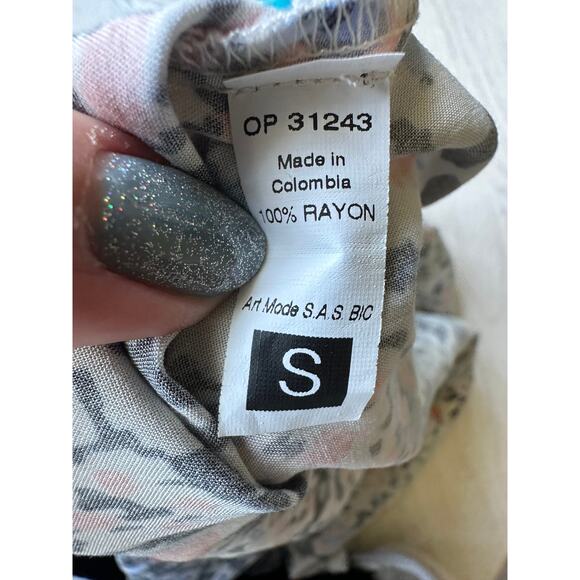 OP 31243
Made in
Colombia
100% RAYON
Art Mode S.A.S. BIC
S